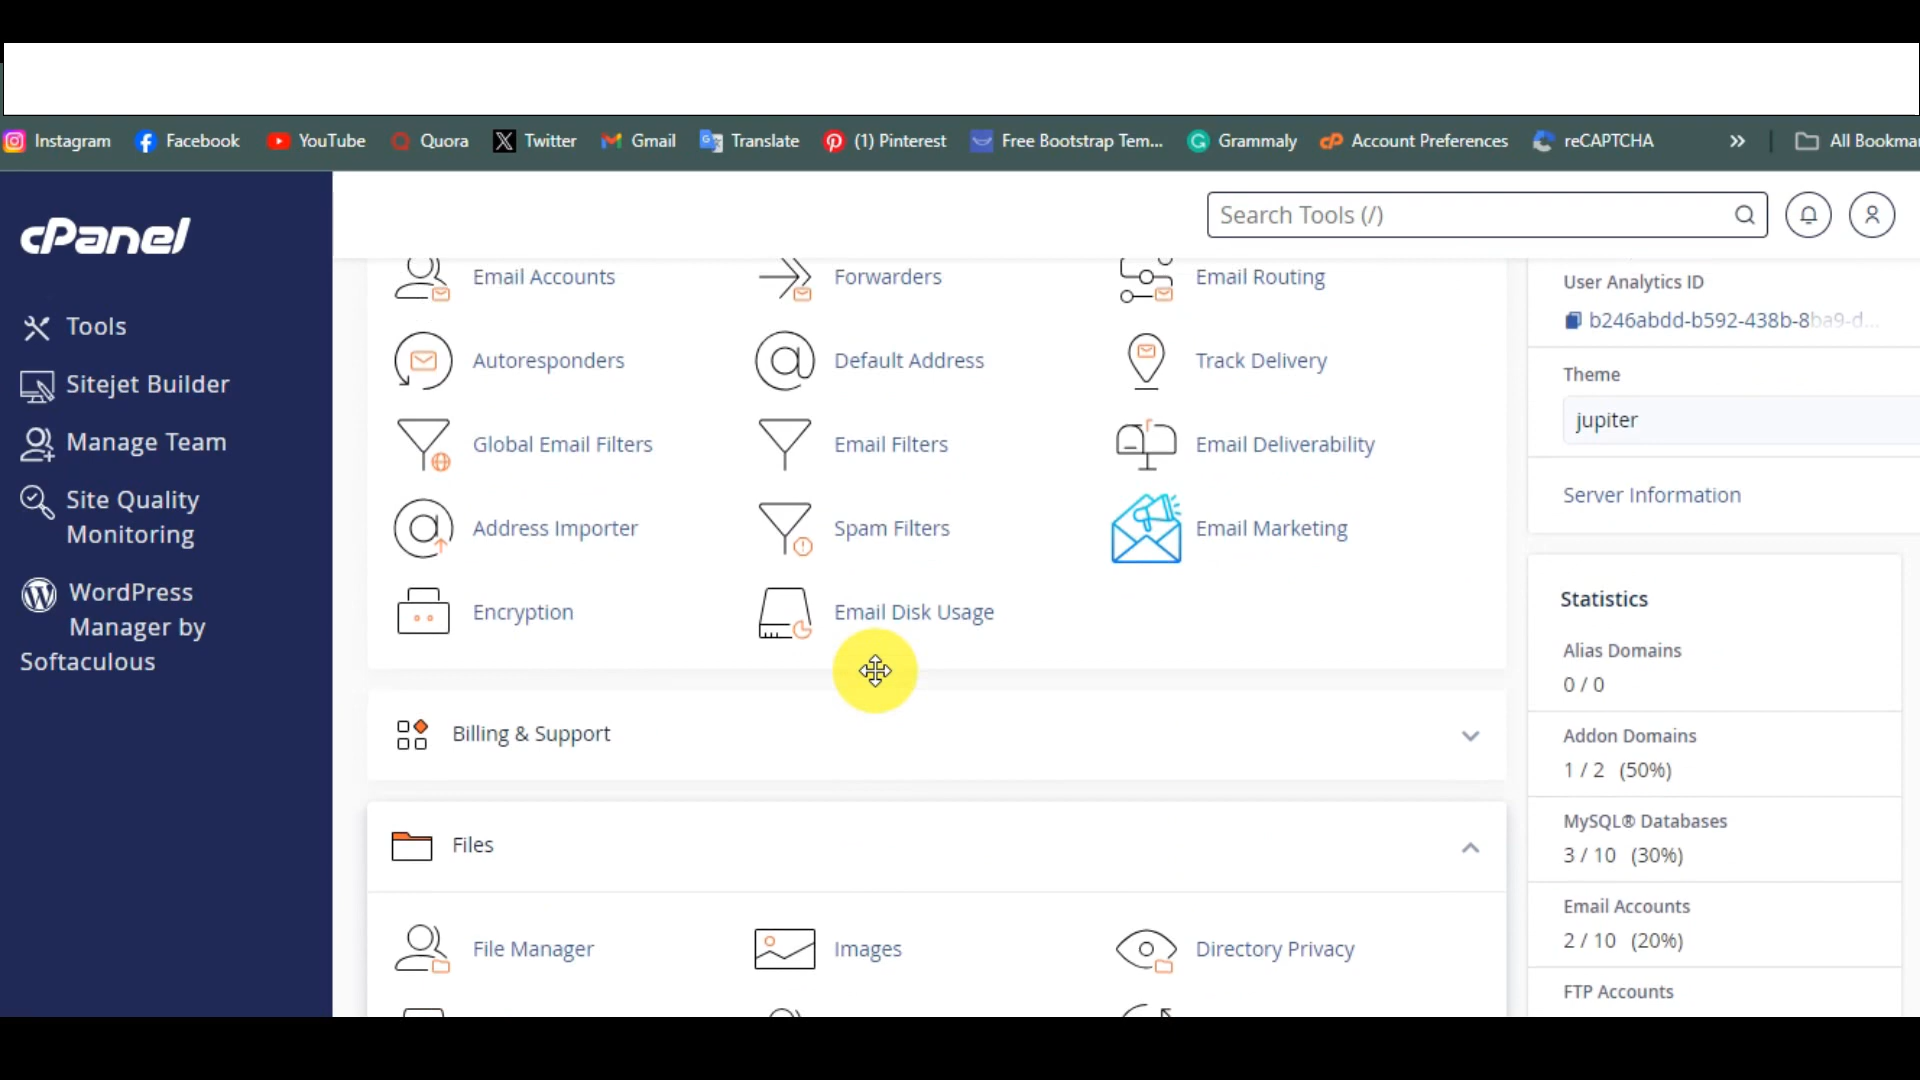 Instagram Facebook YouTube Quora Twitter Gmail Translate (1) Pinterest Free Bootstrap Tem... Grammaly Account Preferences reCAPTCHA » All Bookmar
cPanel
Search Tools (/)
Tools
Sitejet Builder
Manage Team
Site Quality
Monitoring
WordPress
Manager by
Softaculous
Email Accounts Forwarders Email Routing
Autoresponders Default Address Track Delivery
Global Email Filters Email Filters Email Deliverability
Address Importer Spam Filters Email Marketing
Encryption Email Disk Usage
Billing & Support
Files
File Manager Images Directory Privacy
User Analytics ID
b246abdd-b592-438b-8ba9-d...
Theme
jupiter
Server Information
Statistics
Alias Domains
0 / 0
Addon Domains
1 / 2 (50%)
MySQL® Databases
3 / 10 (30%)
Email Accounts
2 / 10 (20%)
FTP Accounts